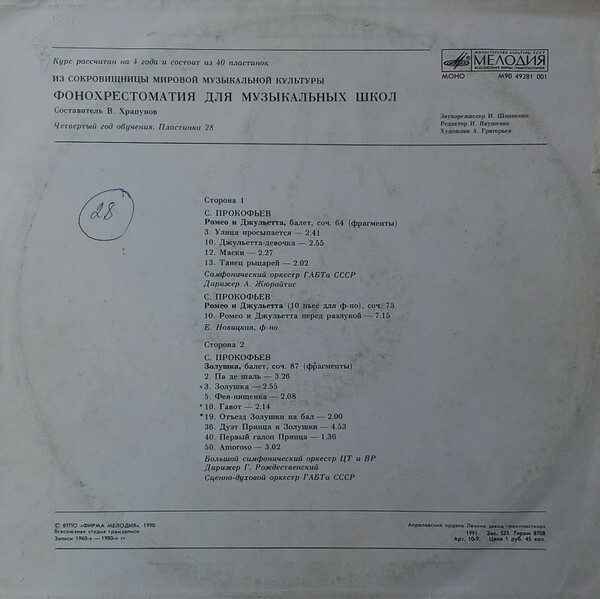 Курс рассчитан на 4 года и состоит из 40 пластинок
МИНИСТЕРСТВО КУЛЬТУРЫ СССР
МЕЛОДИЯ
ВСЕСОЮЗНАЯ ФИРМА ГРАМПЛАСТИНОК
МОНО М90 49281 001
ИЗ СОКРОВИЩНИЦЫ МИРОВОЙ МУЗЫКАЛЬНОЙ КУЛЬТУРЫ
ФОНОХРЕСТОМАТИЯ ДЛЯ МУЗЫКАЛЬНЫХ ШКОЛ
Составитель В. Храпунов
Четвертый год обучения. Пластинка 28
Звукорежиссер И. Шишенко
Редактор И. Якушенко
Художник А. Григорьев
28
Сторона 1
С. ПРОКОФЬЕВ
Ромео и Джульетта, балет, соч. 64 (фрагменты)
3. Улица просыпается — 2.41
10. Джульетта-девочка — 2.55
12. Маски — 2.27
13. Танец рыцарей — 2.02
Симфонический оркестр ГАБТа СССР
Дирижер А. Жюрайтис
С. ПРОКОФЬЕВ
Ромео и Джульетта (10 пьес для ф-но), соч. 75
10. Ромео и Джульетта перед разлукой — 7.15
Е. Новицкая, ф-но
Сторона 2
С. ПРОКОФЬЕВ
Золушка, балет, соч. 87 (фрагменты)
2. Па де шаль — 3.26
3. Золушка — 2.55
5. Фея-нищенка — 2.08
10. Гавот — 2.14
19. Отъезд Золушки на бал — 2.00
36. Дуэт Принца и Золушки — 4.53
40. Первый галоп Принца — 1.36
50. Amoroso — 3.02
Большой симфонический оркестр ЦТ и ВР
Дирижер Г. Рождественский
Сценно-духовой оркестр ГАБТа СССР
© ВТПО «ФИРМА МЕЛОДИЯ», 1990
Всесоюзная студия грамзаписи
Записи 1960-х — 1980-х гг.
Апрелевский ордена Ленина завод грампластинок
1991 Зак. 523. Тираж 8708
Арт. 10-9. Цена 1 руб. 45 коп.